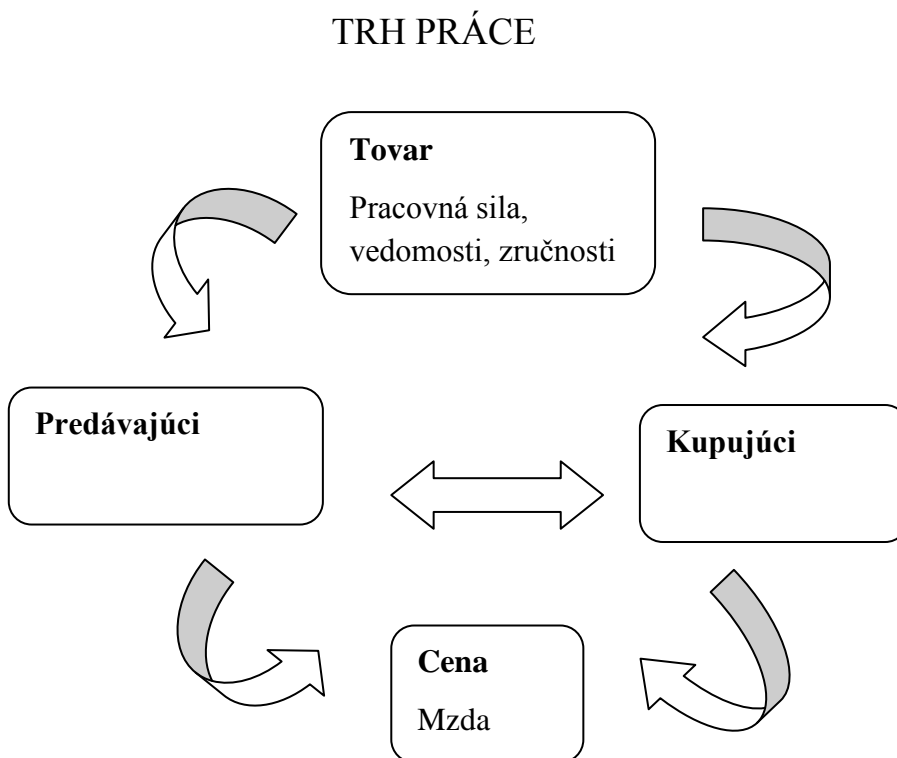 TRH PRÁCE
Tovar
Pracovná sila,
vedomosti, zručnosti
Predávajúci
Kupujúci
Cena
Mzda